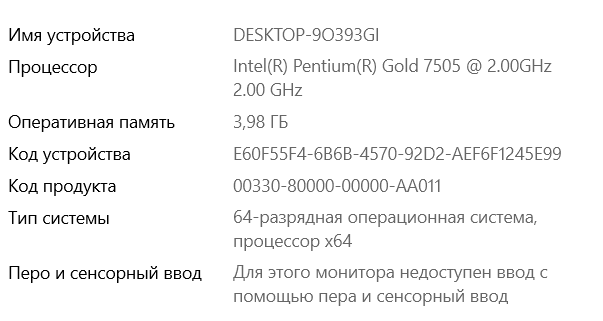 Имя устройства DESKTOP-9O393GI
Процессор Intel(R) Pentium(R) Gold 7505 @ 2.00GHz
2.00 GHz
Оперативная память 3,98 ГБ
Код устройства E60F55F4-6B6B-4570-92D2-AEF6F1245E99
Код продукта 00330-80000-00000-AA011
Тип системы 64-разрядная операционная система,
процессор x64
Перо и сенсорный ввод Для этого монитора недоступен ввод с
помощью пера и сенсорный ввод